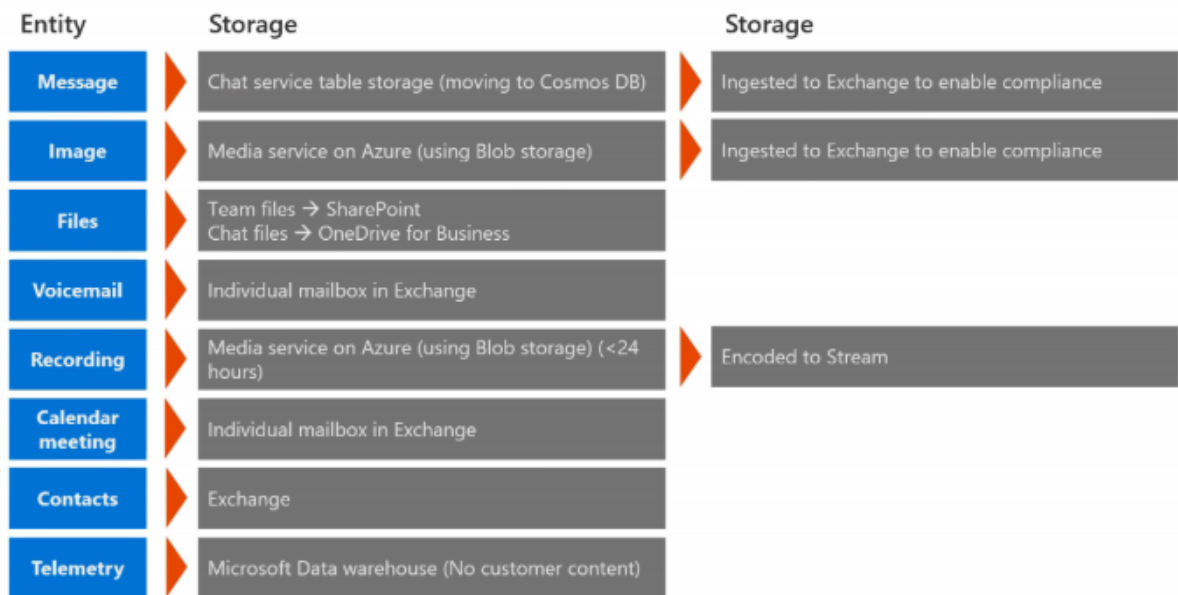 Entity Storage Storage
Message Chat service table storage (moving to Cosmos DB) Ingested to Exchange to enable compliance
Image Media service on Azure (using Blob storage) Ingested to Exchange to enable compliance
Files
Team files → SharePoint
Chat files → OneDrive for Business
Voicemail Individual mailbox in Exchange
Recording
Media service on Azure (using Blob storage) (<24
hours)
Encoded to Stream
Calendar
meeting
Individual mailbox in Exchange
Contacts Exchange
Telemetry Microsoft Data warehouse (No customer content)